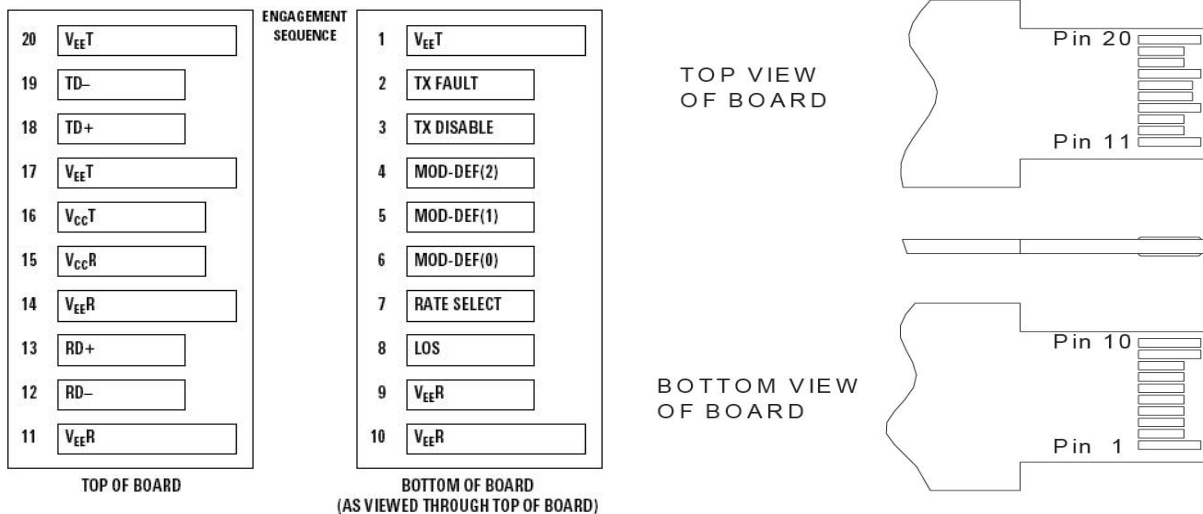 ENGAGEMENT
SEQUENCE
20 VEET
19 TD–
18 TD+
17 VEET
16 VCCT
15 VCCR
14 VEER
13 RD+
12 RD–
11 VEER
TOP OF BOARD
1 VEET
2 TX FAULT
3 TX DISABLE
4 MOD-DEF(2)
5 MOD-DEF(1)
6 MOD-DEF(0)
7 RATE SELECT
8 LOS
9 VEER
10 VEER
BOTTOM OF BOARD
(AS VIEWED THROUGH TOP OF BOARD)
TOP VIEW
OF BOARD
Pin 20
Pin 11
BOTTOM VIEW
OF BOARD
Pin 10
Pin 1